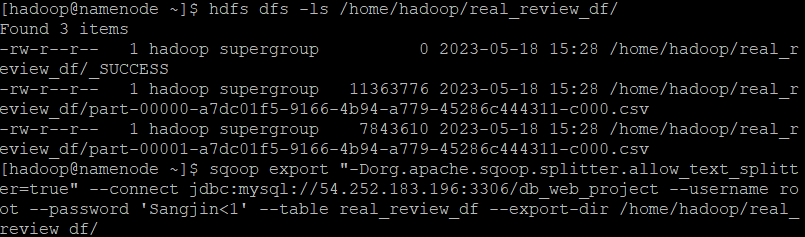 [hadoop@namenode ~]$ hdfs dfs -ls /home/hadoop/real_review_df/
Found 3 items
-rw-r--r--   1 hadoop supergroup          0 2023-05-18 15:28 /home/hadoop/real_r
eview_df/_SUCCESS
-rw-r--r--   1 hadoop supergroup   11363776 2023-05-18 15:28 /home/hadoop/real_r
eview_df/part-00000-a7dc01f5-9166-4b94-a779-45286c444311-c000.csv
-rw-r--r--   1 hadoop supergroup    7843610 2023-05-18 15:28 /home/hadoop/real_r
eview_df/part-00001-a7dc01f5-9166-4b94-a779-45286c444311-c000.csv
[hadoop@namenode ~]$ sqoop export "-Dorg.apache.sqoop.splitter.allow_text_splitt
er=true" --connect jdbc:mysql://54.252.183.196:3306/db_web_project --username ro
ot --password 'Sangjin<1' --table real_review_df --export-dir /home/hadoop/real_
review_df/